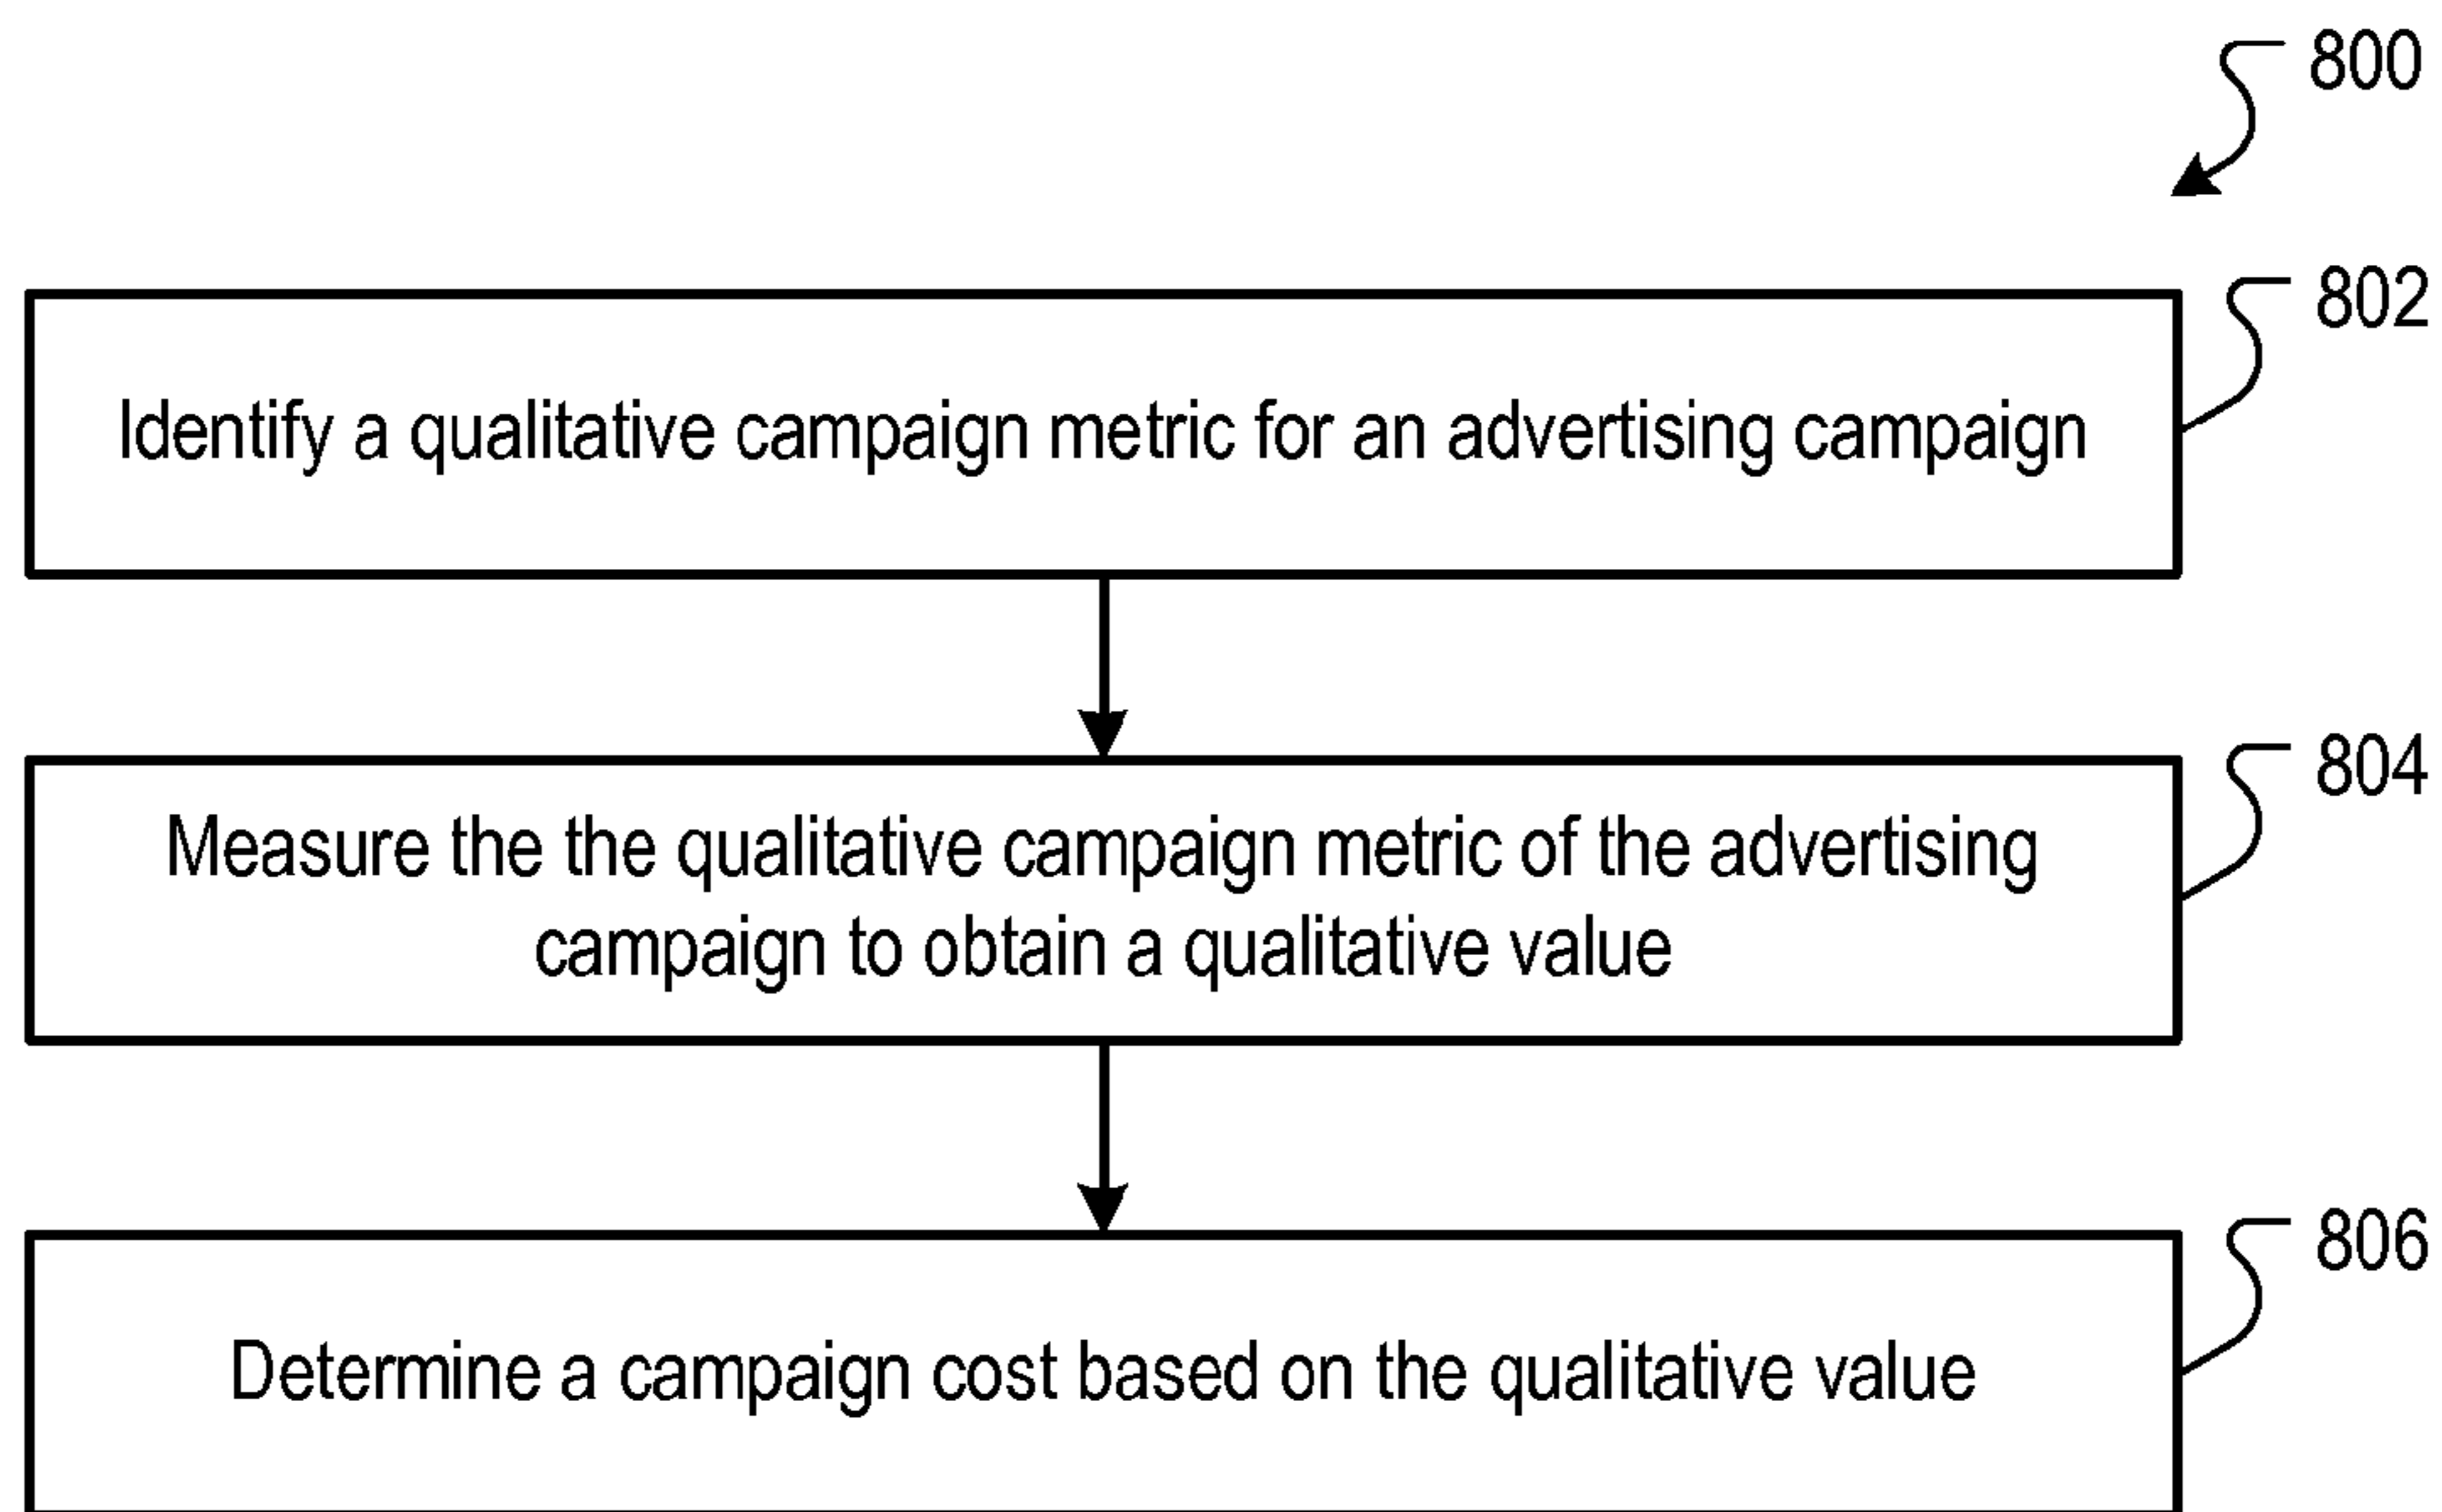 800
802
Identify a qualitative campaign metric for an advertising campaign
804
Measure the the qualitative campaign metric of the advertising
campaign to obtain a qualitative value
806
Determine a campaign cost based on the qualitative value